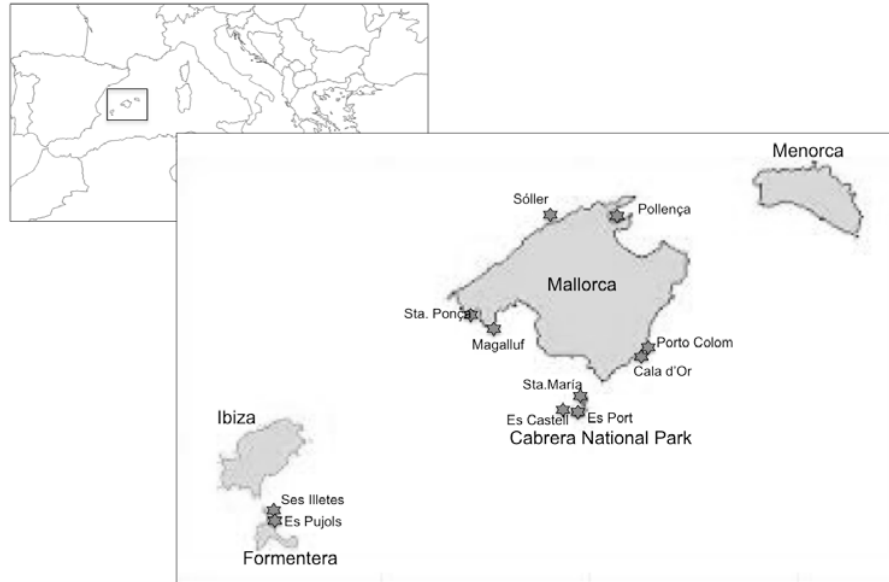 Menorca
Sóller
Pollença
Mallorca
Sta. Ponça
Magalluf
Porto Colom
Cala d'Or
Sta.María
Es Castell
Es Port
Cabrera National Park
Ibiza
Ses Illetes
Es Pujols
Formentera